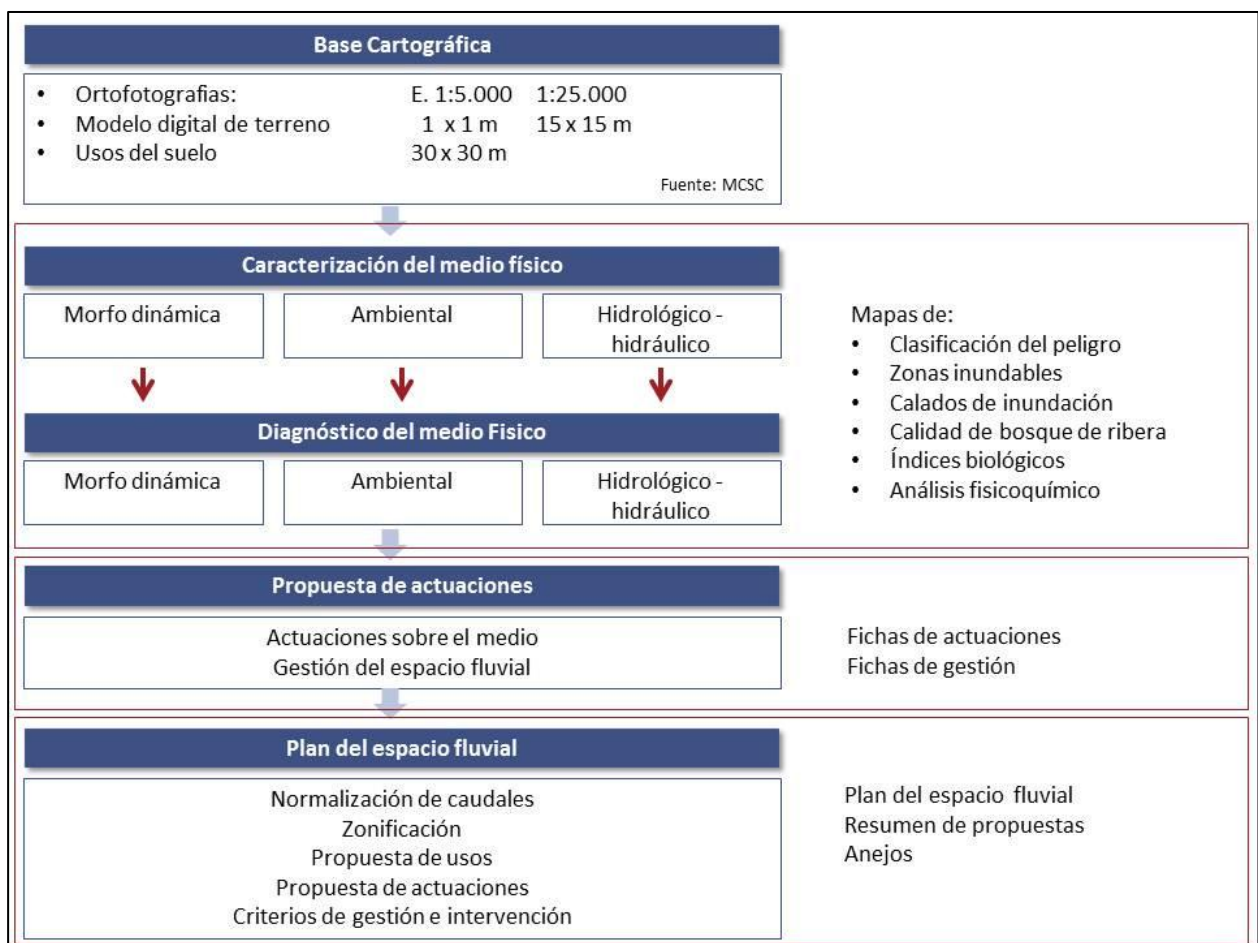 Base Cartográfica
• Ortofotografias: E. 1:5.000 1:25.000
• Modelo digital de terreno 1 x 1 m 15 x 15 m
• Usos del suelo 30 x 30 m
Fuente: MCSC
Caracterización del medio físico
Morfo dinámica
Ambiental
Hidrológico -
hidráulico
Diagnóstico del medio Fisico
Morfo dinámica
Ambiental
Hidrológico -
hidráulico
Mapas de:
• Clasificación del peligro
• Zonas inundables
• Calados de inundación
• Calidad de bosque de ribera
• Índices biológicos
• Análisis fisicoquímico
Propuesta de actuaciones
Actuaciones sobre el medio
Gestión del espacio fluvial
Fichas de actuaciones
Fichas de gestión
Plan del espacio fluvial
Normalización de caudales
Zonificación
Propuesta de usos
Propuesta de actuaciones
Criterios de gestión e intervención
Plan del espacio fluvial
Resumen de propuestas
Anejos